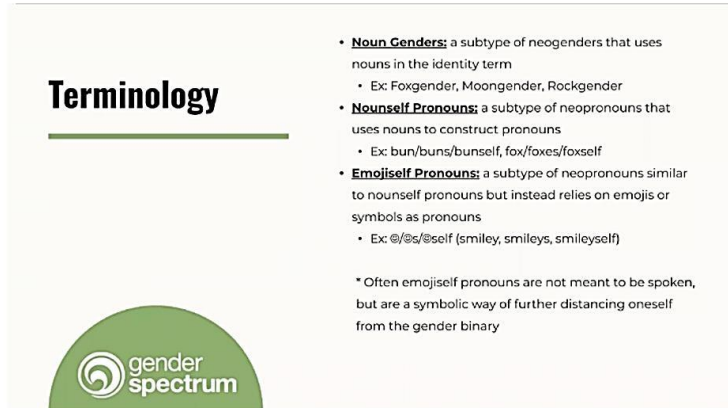 Terminology
• Noun Genders: a subtype of neogenders that uses
nouns in the identity term
• Ex: Foxgender, Moongender, Rockgender
• Nounself Pronouns: a subtype of neopronouns that
uses nouns to construct pronouns
• Ex: bun/buns/bunself, fox/foxes/foxself
• Emojiself Pronouns: a subtype of neopronouns similar
to nounself pronouns but instead relies on emojis or
symbols as pronouns
• Ex: ☺/☺s/☺self (smiley, smileys, smileyself)
* Often emojiself pronouns are not meant to be spoken,
but are a symbolic way of further distancing oneself
from the gender binary
gender
spectrum